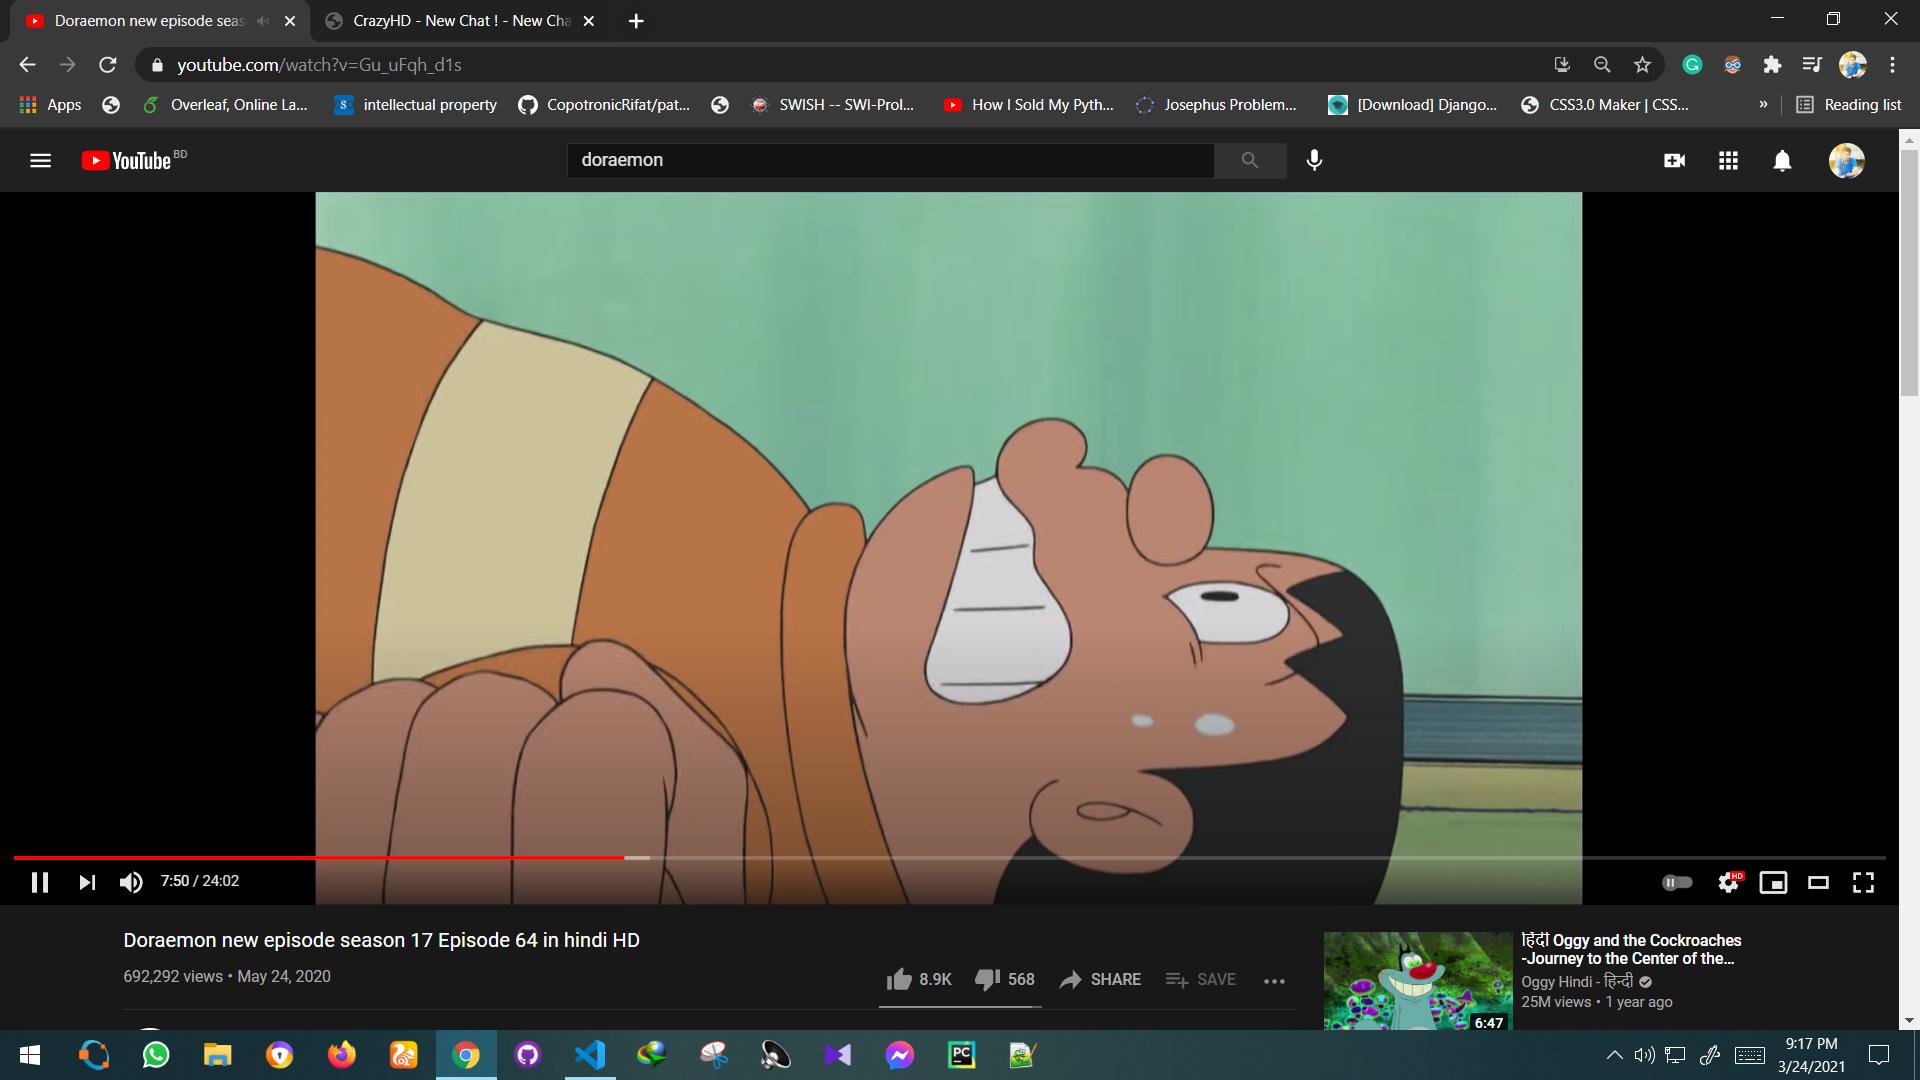 Doraemon new episode seas
CrazyHD - New Chat ! - New Cha
youtube.com/watch?v=Gu_uFqh_d1s
Apps
Overleaf, Online La...
S
intellectual property
CopotronicRifat/pat...
SWISH -- SWI-Prol...
How I Sold My Pyth...
Josephus Problem...
[Download] Django...
CSS3.0 Maker | CSS...
»
Reading list
YouTube BD
doraemon
7:50 / 24:02
HD
Doraemon new episode season 17 Episode 64 in hindi HD
692,292 views • May 24, 2020
8.9K
568
SHARE
SAVE
6:47
हिंदी Oggy and the Cockroaches
-Journey to the Center of the...
Oggy Hindi - हिन्दी
25M views • 1 year ago
PC
9:17 PM
3/24/2021